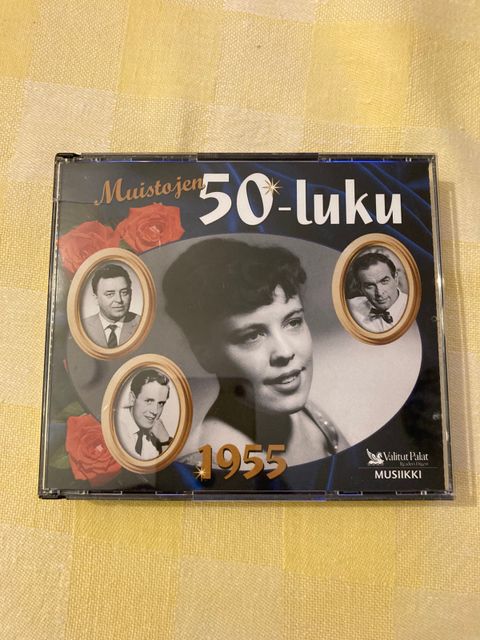 Muistojen
50-luku
1955
Valitut Palat
Reader's Digest
MUSIIKKI